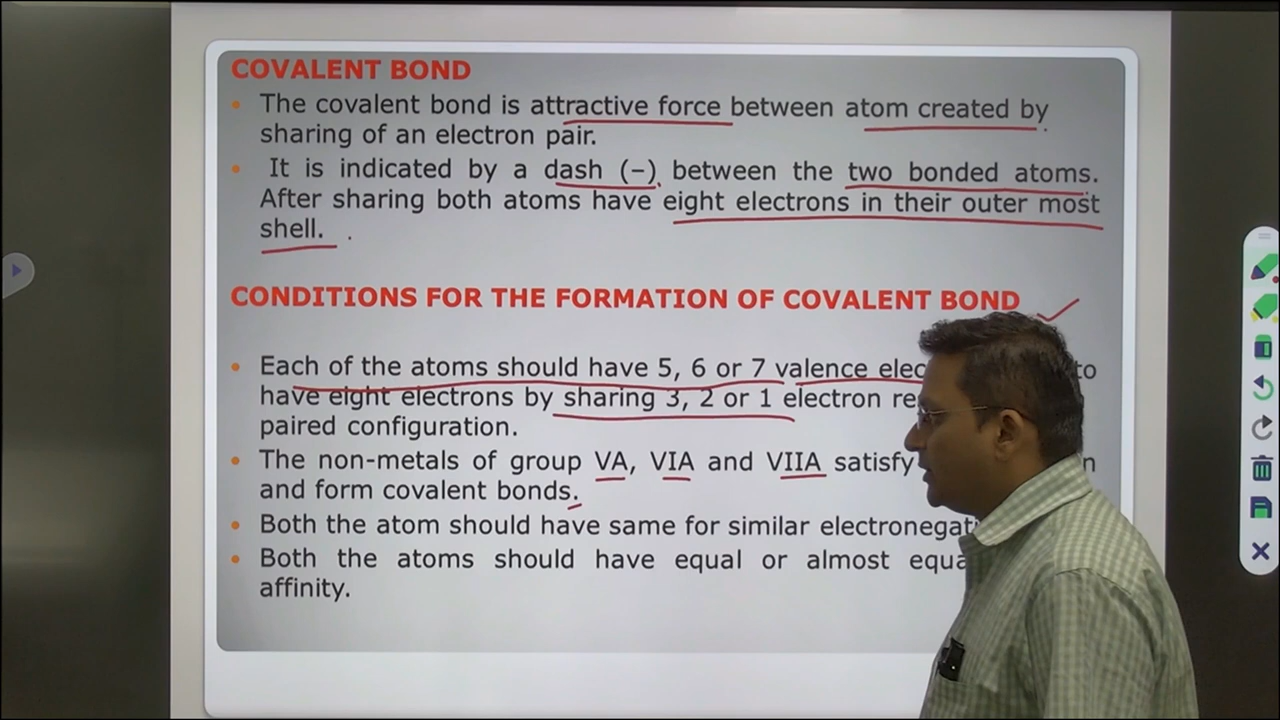 COVALENT BOND
• The covalent bond is attractive force between atom created by
sharing of an electron pair.
• It is indicated by a dash (–) between the two bonded atoms.
After sharing both atoms have eight electrons in their outer most
shell.
CONDITIONS FOR THE FORMATION OF COVALENT BOND
• Each of the atoms should have 5, 6 or 7 valence to
have eight electrons by sharing 3, 2 or 1 electron
paired configuration.
• The non-metals of group VA, VIA and VIIA satisfy
and form covalent bonds.
• Both the atom should have same for similar
• Both the atoms should have equal or almost
affinity.